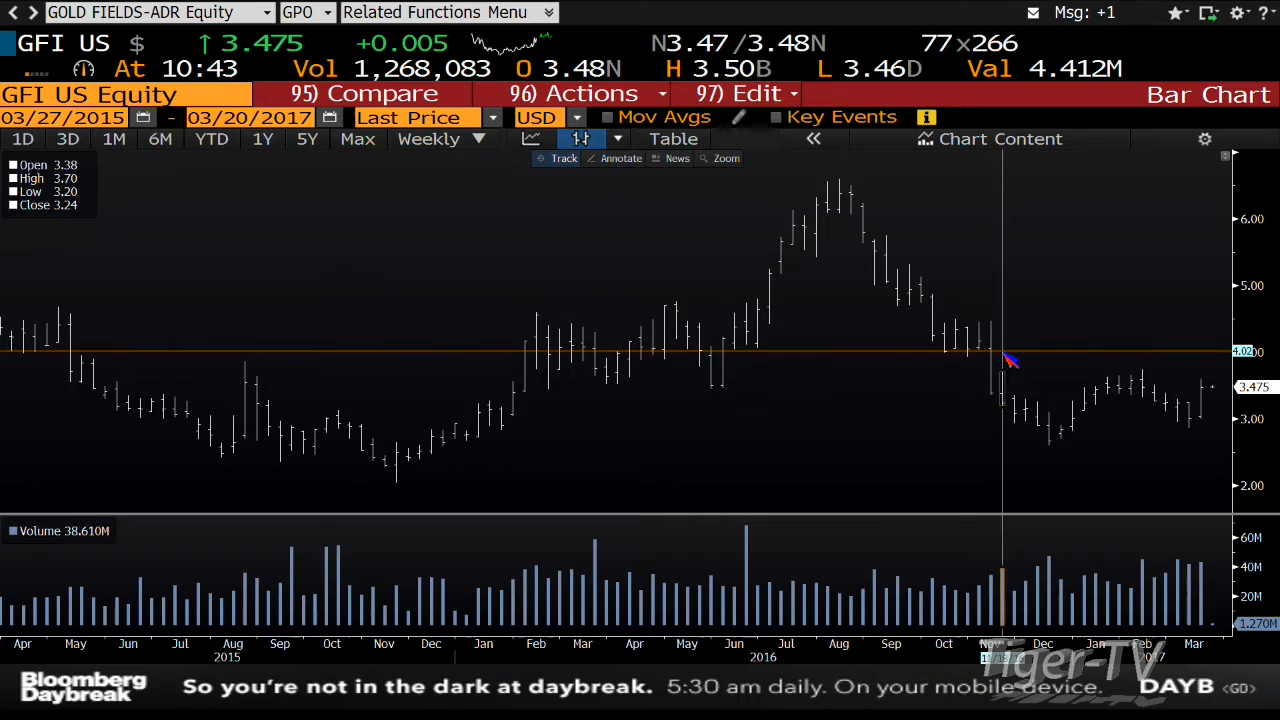 GOLD FIELDS-ADR Equity GPO Related Functions Menu Msg: +1
GFI US $ ↑ 3.475 +0.005 N3.47 /3.48N 77 x 266
At 10:43 Vol 1,268,083 O 3.48N H 3.50B L 3.46D Val 4.412M
GFI US Equity 95) Compare 96) Actions 97) Edit Bar Chart
03/27/2015 - 03/20/2017 Last Price USD Mov Avgs Key Events
1D 3D 1M 6M YTD 1Y 5Y Max Weekly ▼ Table « Chart Content
Track Annotate News Zoom
Open 3.38
High 3.70
Low 3.20
Close 3.24
6.00
5.00
4.02
3.475
3.00
2.00
Volume 38.610M
60M
40M
20M
1.270M
Apr May Jun Jul Aug Sep Oct Nov Dec Jan Feb Mar Apr May Jun Jul Aug Sep Oct Nov Dec Jan Feb Mar
2015 2016 2017
Tiger-TV
Bloomberg
Daybreak
So you're not in the dark at daybreak. 5:30 am daily. On your mobile device. DAYB <GO>